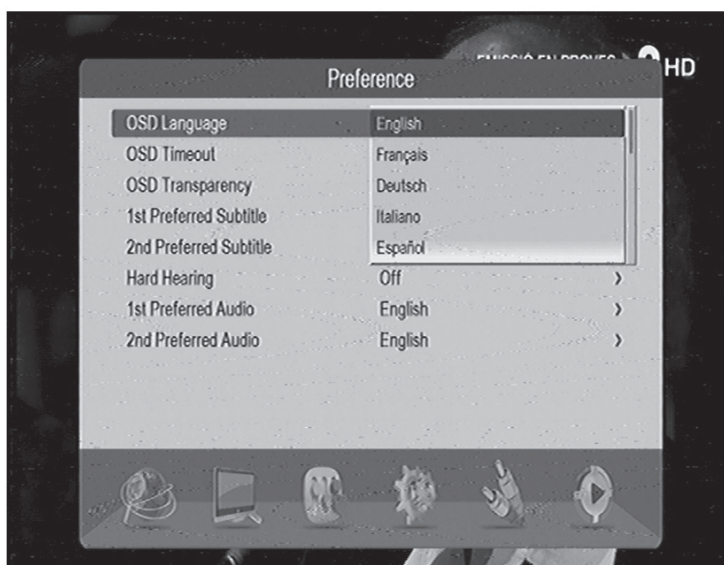 HD
Preference
OSD Language English
OSD Timeout Français
OSD Transparency Deutsch
1st Preferred Subtitle Italiano
2nd Preferred Subtitle Español
Hard Hearing Off
1st Preferred Audio English
2nd Preferred Audio English